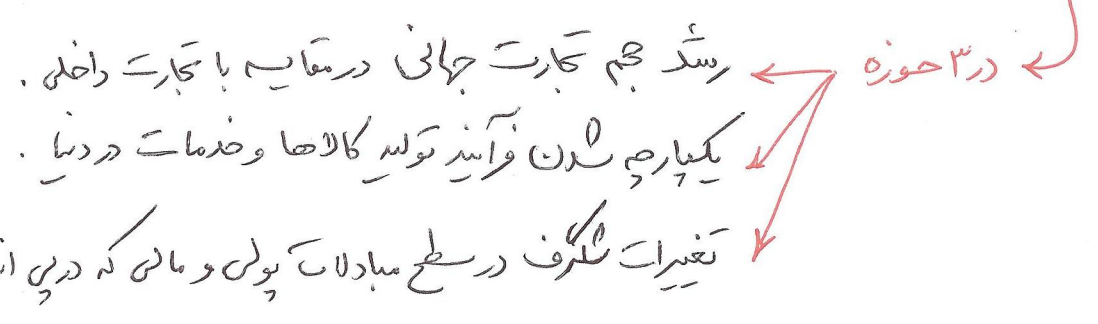 در ۳ حوزه
رشد حجم تجارت جهانی در مقایسه با تجارت داخلی .
یکپارچه شدن فرآیند تولید کالاها و خدمات در دنیا .
تغییرات شگرف در سطح مبادلات پولی و مالی که در پی